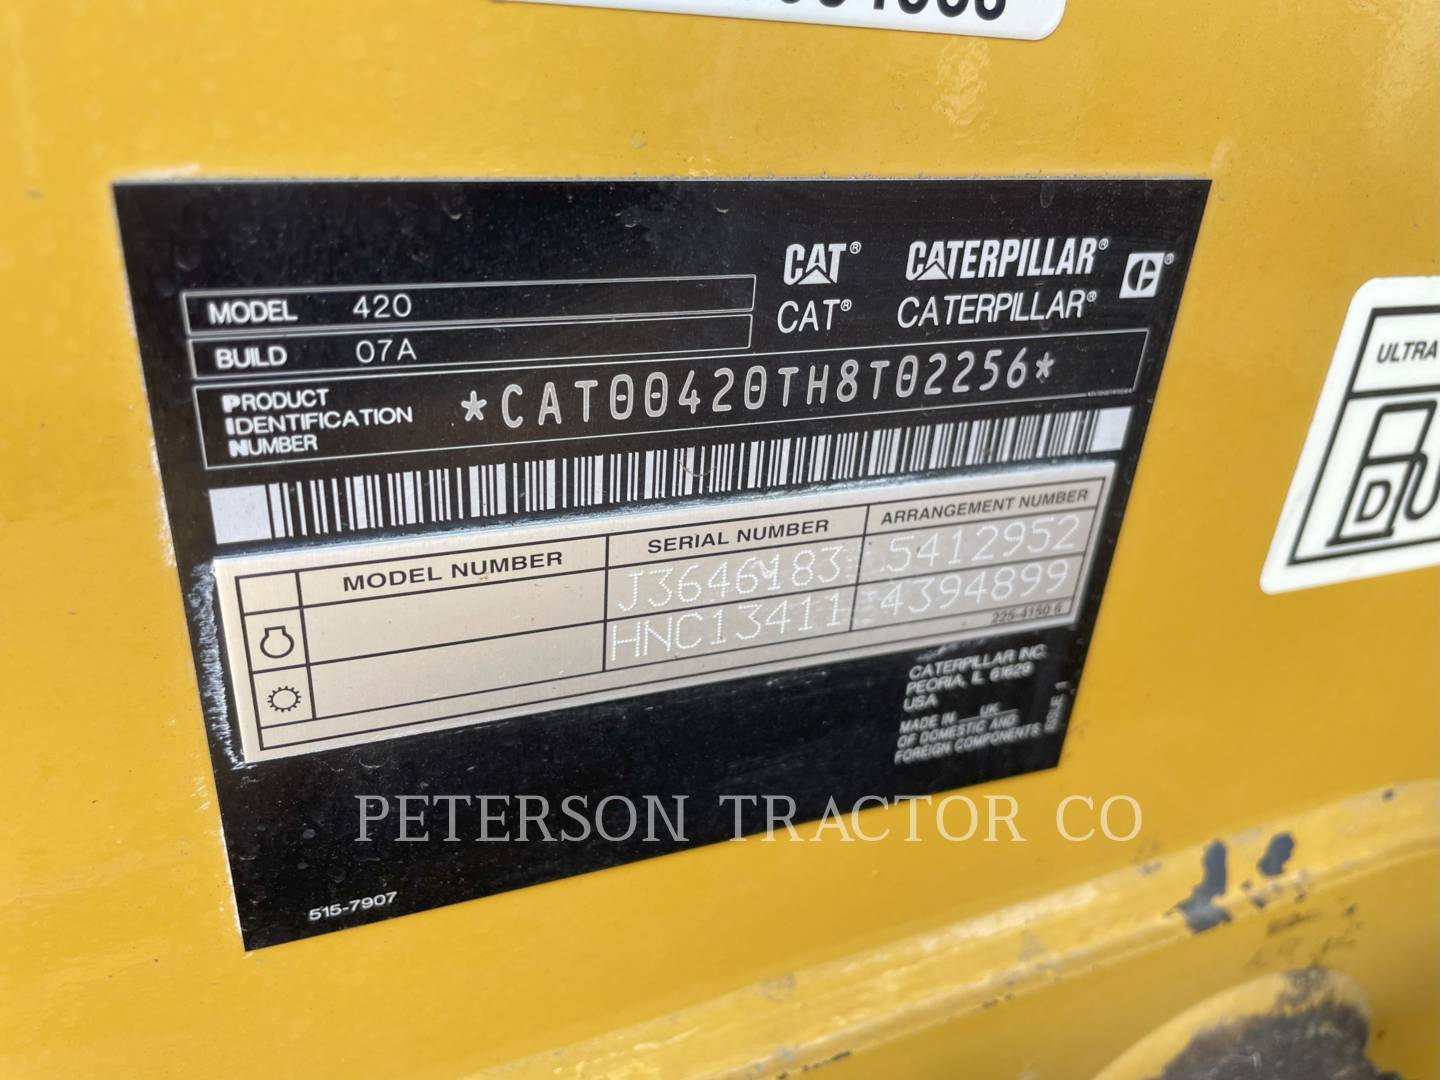 CAT® CATERPILLAR®
CAT® CATERPILLAR®
MODEL 420
BUILD 07A
PRODUCT
IDENTIFICATION
NUMBER
*CAT00420TH8T02256*
MODEL NUMBER SERIAL NUMBER ARRANGEMENT NUMBER
J3646183 5412952
HNC13411 4394899
225-4150 6
CATERPILLAR INC.
PEORIA, IL 61629
USA
MADE IN UK
OF DOMESTIC AND
FOREIGN COMPONENTS
ISSUE 1
515-7907
ULTRA
D
PETERSON TRACTOR CO